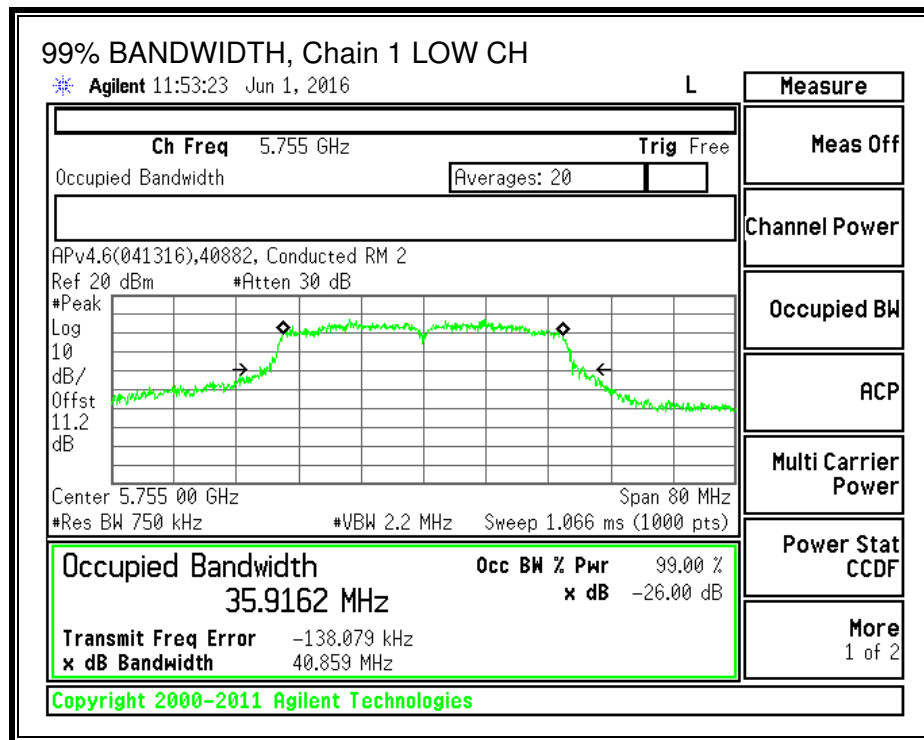 99% BANDWIDTH, Chain 1 LOW CH
Agilent 11:53:23 Jun 1, 2016 L
Measure
Ch Freq 5.755 GHz Trig Free
Meas Off
Occupied Bandwidth Averages: 20
Channel Power
APv4.6(041316),40882, Conducted RM 2
Ref 20 dBm #Atten 30 dB
#Peak
Log
10
dB/
Offst
11.2
dB
Occupied BW
ACP
Center 5.755 00 GHz Span 80 MHz
#Res BW 750 kHz #VBW 2.2 MHz Sweep 1.066 ms (1000 pts)
Multi Carrier
Power
Occupied Bandwidth Occ BW % Pwr 99.00 %
35.9162 MHz x dB -26.00 dB
Power Stat
CCDF
Transmit Freq Error -138.079 kHz
x dB Bandwidth 40.859 MHz
More
1 of 2
Copyright 2000-2011 Agilent Technologies